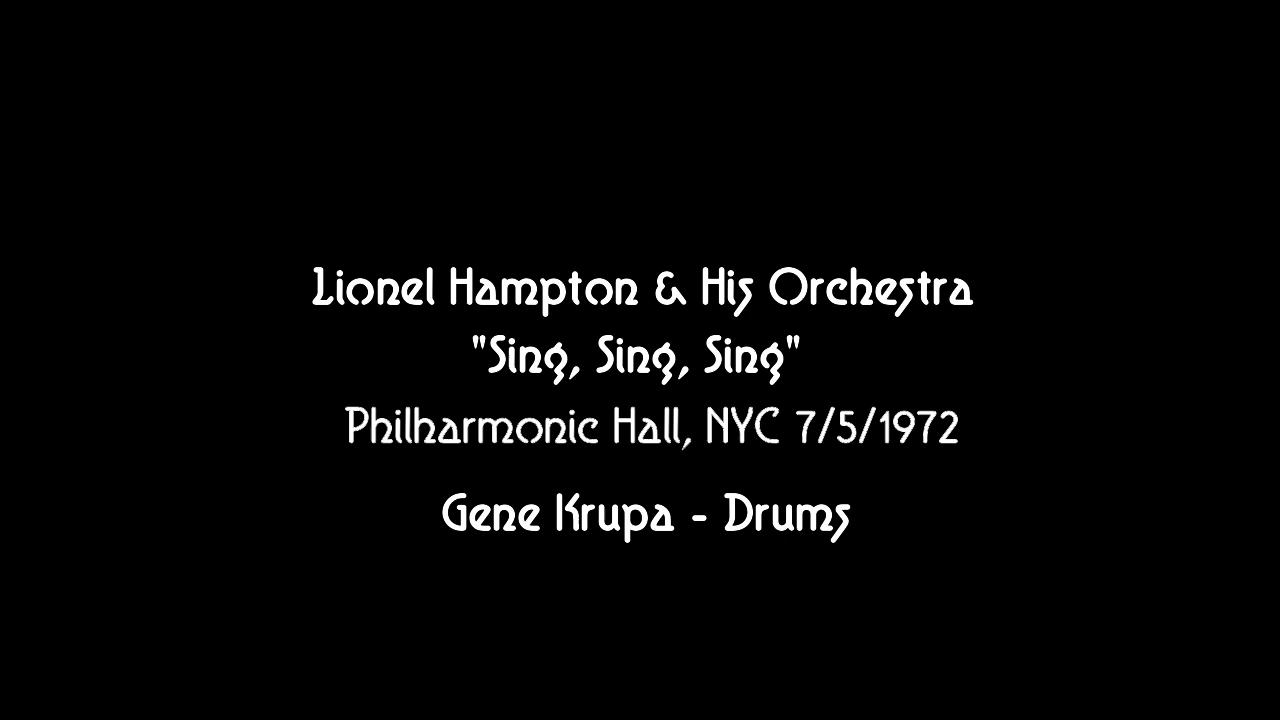 Lionel Hampton & His Orchestra
"Sing, Sing, Sing"
Philharmonic Hall, NYC 7/5/1972
Gene Krupa - Drums